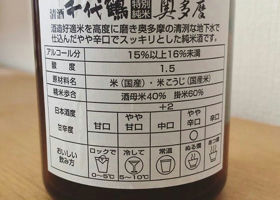 清酒 千代鶴 特別純米 奥多摩
酒造好適米を高度に磨き奥多摩の清冽な地下水で
仕込んだやや辛口でスッキリとした純米酒です。
アルコール分 15%以上16%未満
酸度 1.5
原材料名 米(国産米)・米こうじ(国産米)
精米歩合 酒母米40% 掛米60%
日本酒度 +2
甘辛度 甘口 やや甘口 中口 やや辛口 辛口
○
おいしい飲み方 ロックで 冷して 常温 ぬる燗 あつ燗
0~5℃ 5~10℃